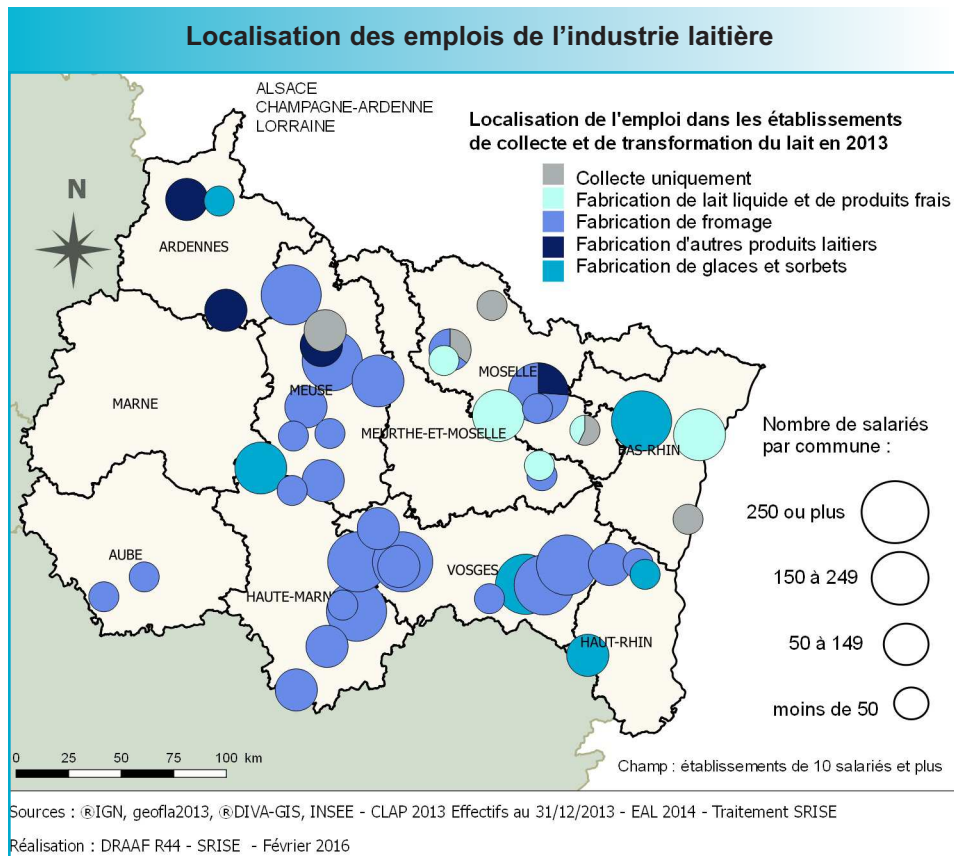 Localisation des emplois de l'industrie laitière
ALSACE
CHAMPAGNE-ARDENNE
LORRAINE
Localisation de l'emploi dans les établissements
de collecte et de transformation du lait en 2013
Collecte uniquement
Fabrication de lait liquide et de produits frais
Fabrication de fromage
Fabrication d'autres produits laitiers
Fabrication de glaces et sorbets
N
ARDENNES
MARNE
MEUSE
MOSELLE
MEURTHE-ET-MOSELLE
BAS-RHIN
AUBE
HAUTE-MARN
VOSGES
HAUT-RHIN
Nombre de salariés
par commune :
250 ou plus
150 à 249
50 à 149
moins de 50
0 25 50 75 100 km
Champ : établissements de 10 salariés et plus
Sources : ®IGN, geofla2013, ®DIVA-GIS, INSEE - CLAP 2013 Effectifs au 31/12/2013 - EAL 2014 - Traitement SRISE
Réalisation : DRAAF R44 - SRISE - Février 2016